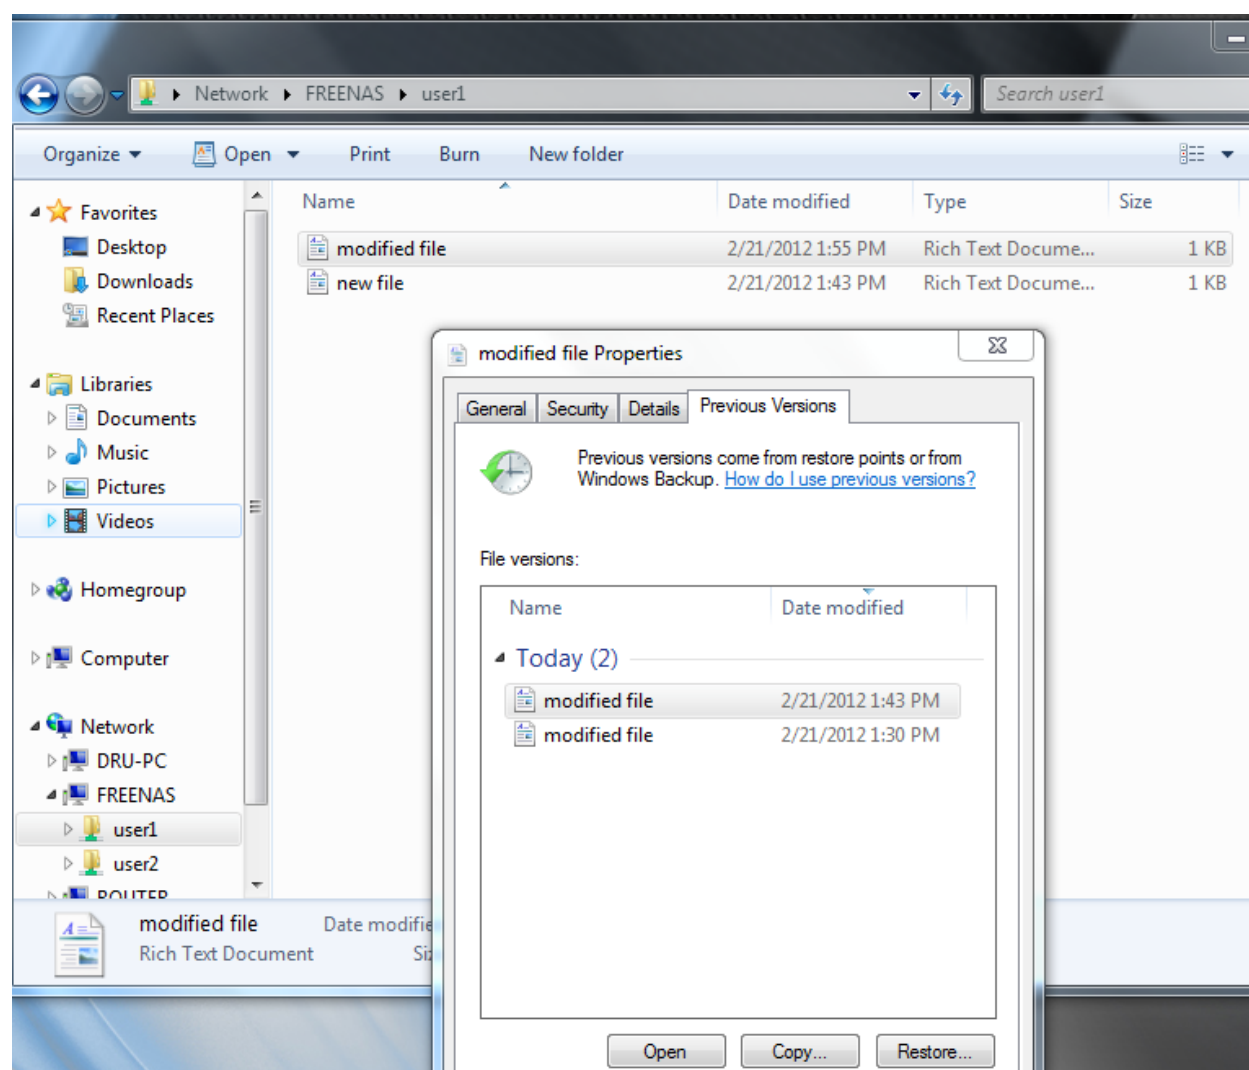 Network FREENAS user1
Search user1
Organize Open Print Burn New folder
Name Date modified Type Size
modified file 2/21/2012 1:55 PM Rich Text Docume... 1 KB
new file 2/21/2012 1:43 PM Rich Text Docume... 1 KB
Favorites
Desktop
Downloads
Recent Places
Libraries
Documents
Music
Pictures
Videos
Homegroup
Computer
Network
DRU-PC
FREENAS
user1
user2
ROUTER
modified file Properties
General Security Details Previous Versions
Previous versions come from restore points or from
Windows Backup. How do I use previous versions?
File versions:
Name Date modified
Today (2)
modified file 2/21/2012 1:43 PM
modified file 2/21/2012 1:30 PM
Open Copy... Restore...
modified file Date modifie
Rich Text Document Siz